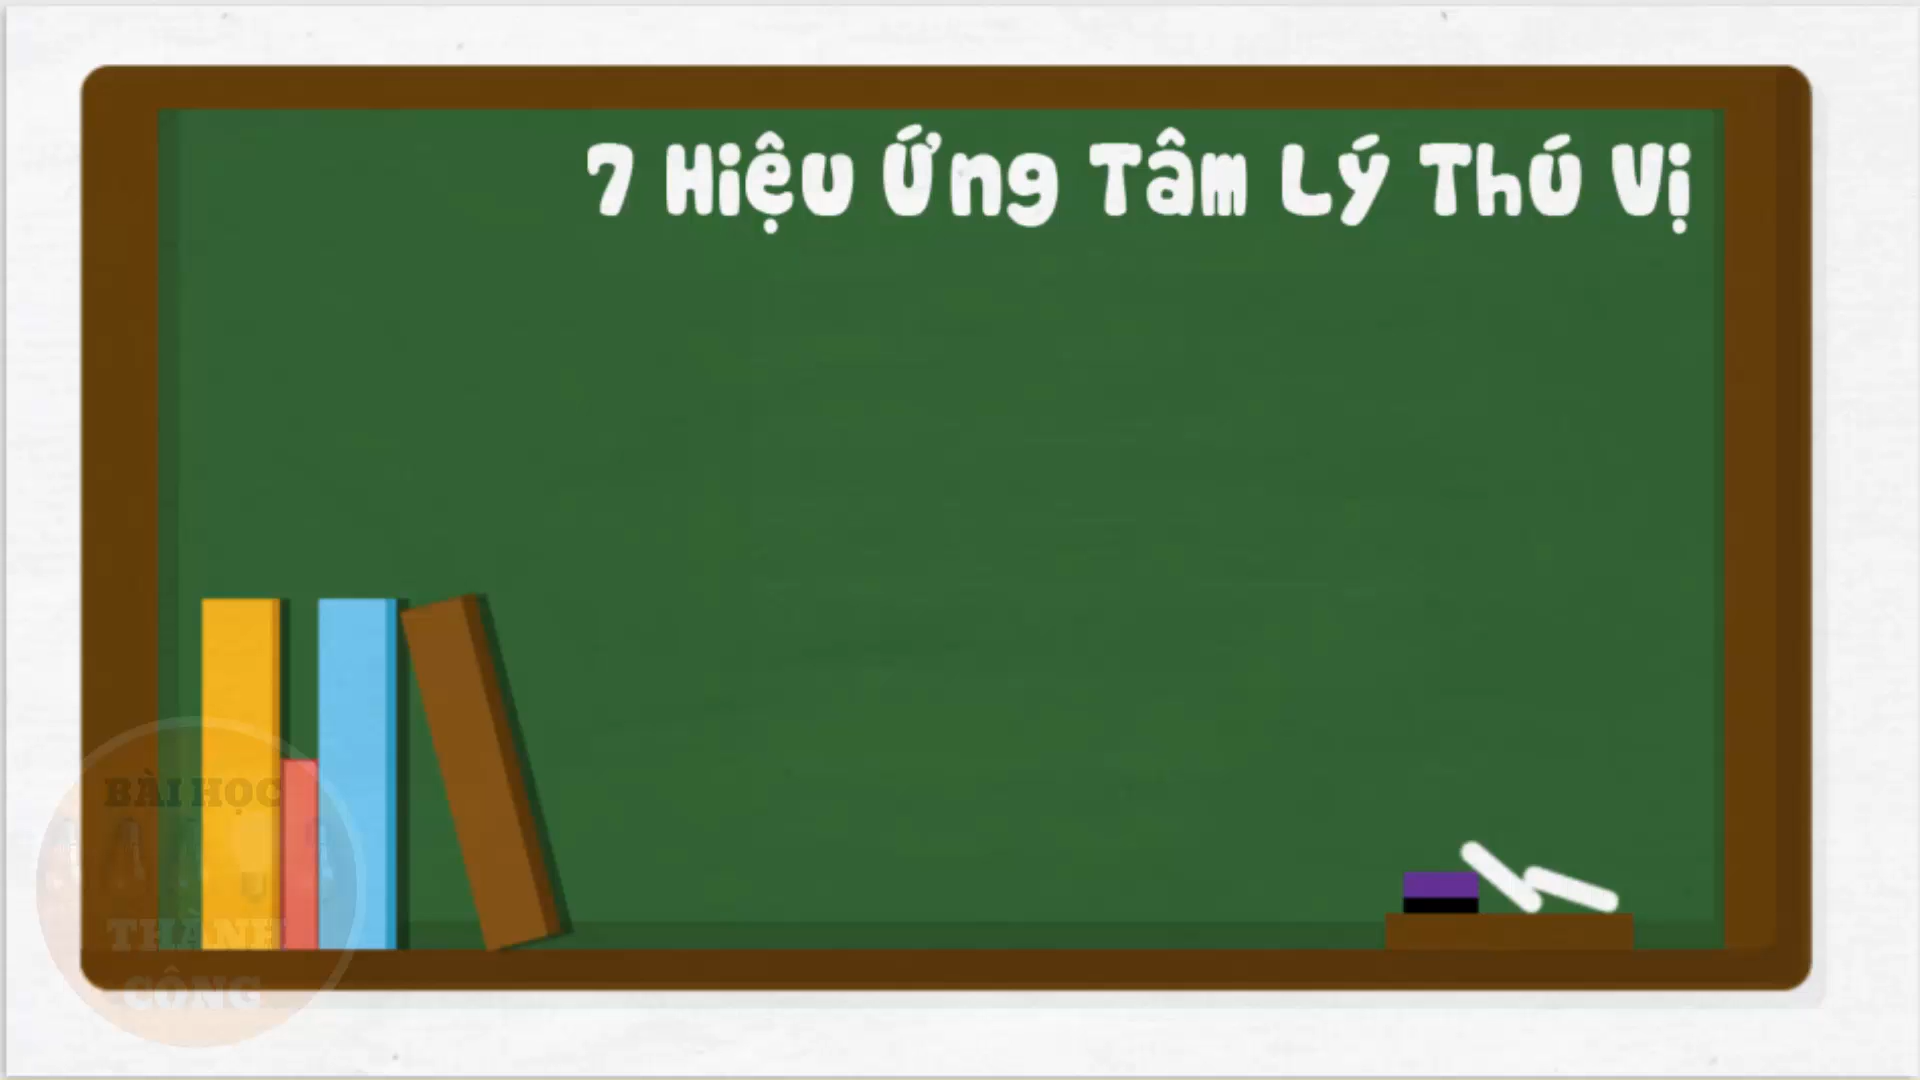 7 Hiệu Ứng Tâm Lý Thú Vị
BÀI HỌC
THÀNH
CÔNG